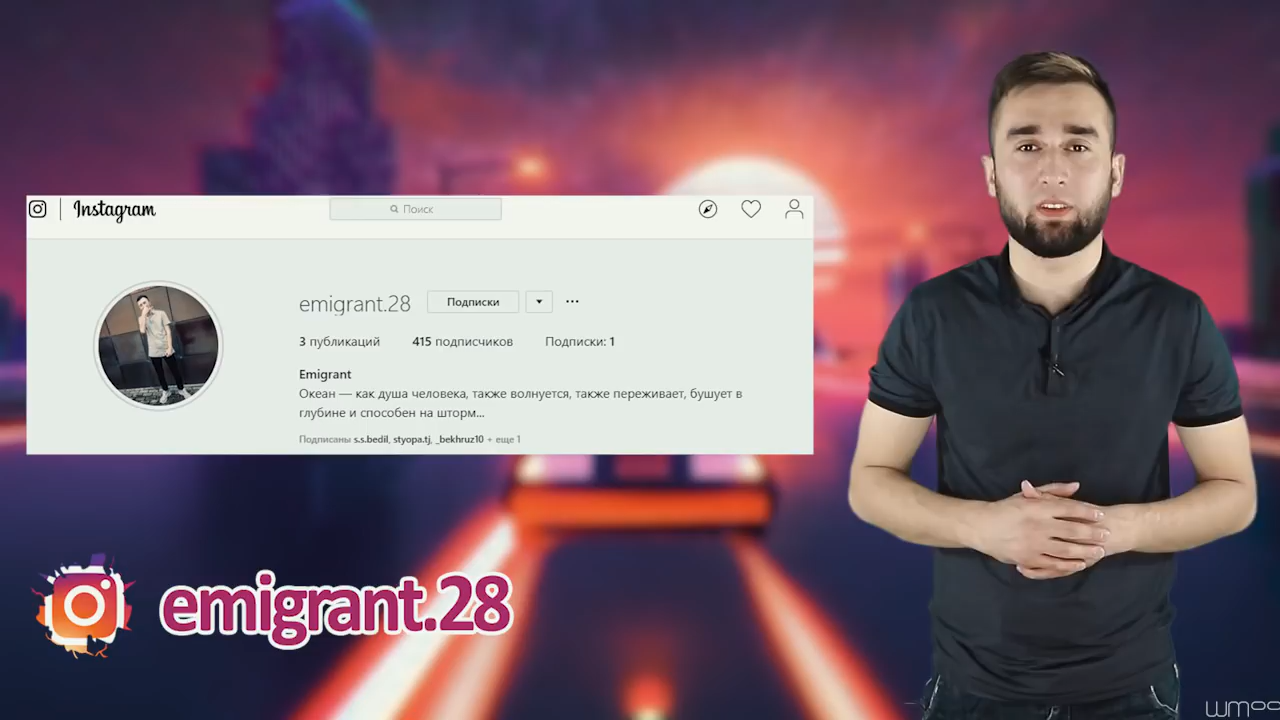 Instagram
Поиск
emigrant.28 Подписки
3 публикаций 415 подписчиков Подписки: 1
Emigrant
Океан — как душа человека, также волнуется, также переживает, бушует в
глубине и способен на шторм...
Подписаны s.s.bedil, styopa.tj, _bekhruz10 + еще 1
emigrant.28